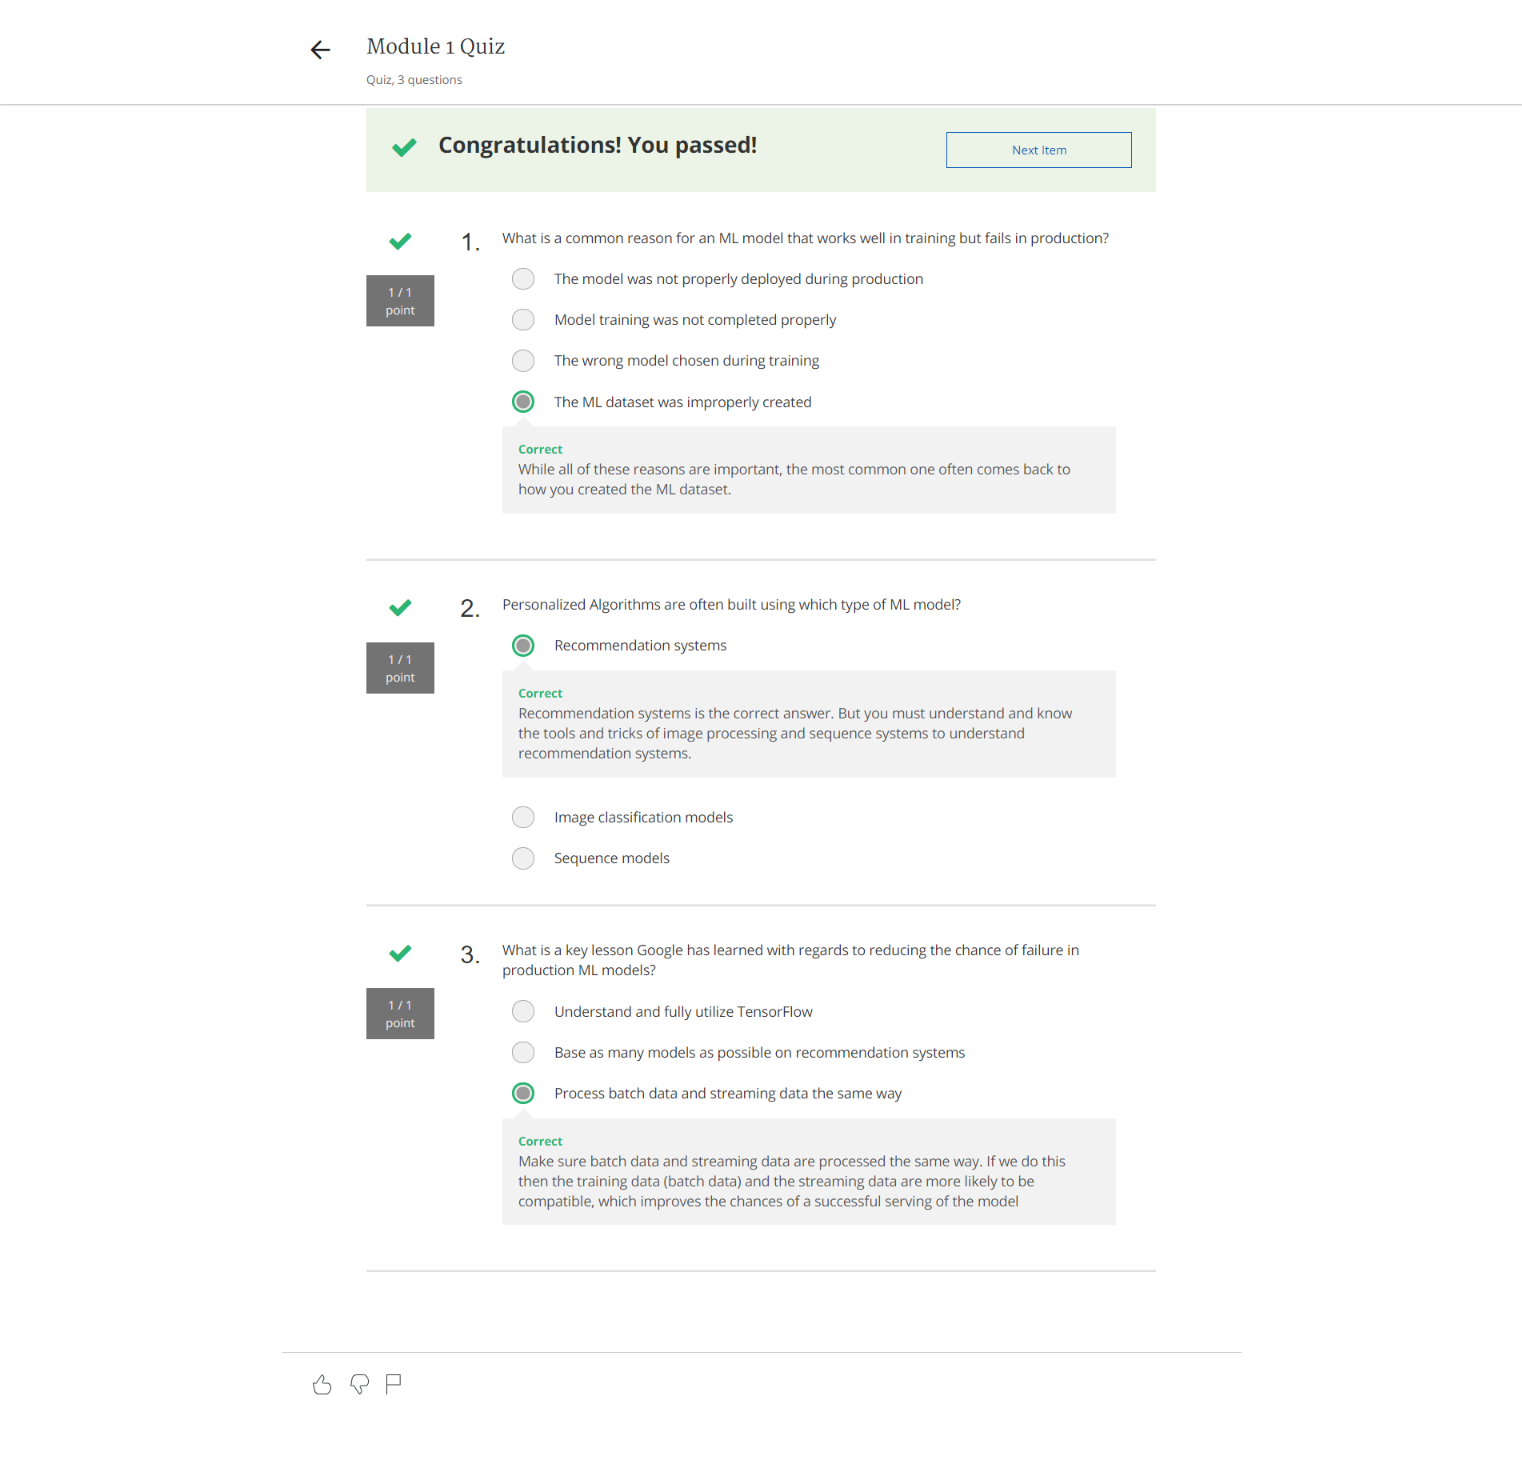 Module 1 Quiz
Quiz, 3 questions
Congratulations! You passed!
Next Item
1.
What is a common reason for an ML model that works well in training but fails in production?
1 / 1
point
The model was not properly deployed during production
Model training was not completed properly
The wrong model chosen during training
The ML dataset was improperly created
Correct
While all of these reasons are important, the most common one often comes back to
how you created the ML dataset.
2.
Personalized Algorithms are often built using which type of ML model?
1 / 1
point
Recommendation systems
Correct
Recommendation systems is the correct answer. But you must understand and know
the tools and tricks of image processing and sequence systems to understand
recommendation systems.
Image classification models
Sequence models
3.
What is a key lesson Google has learned with regards to reducing the chance of failure in
production ML models?
1 / 1
point
Understand and fully utilize TensorFlow
Base as many models as possible on recommendation systems
Process batch data and streaming data the same way
Correct
Make sure batch data and streaming data are processed the same way. If we do this
then the training data (batch data) and the streaming data are more likely to be
compatible, which improves the chances of a successful serving of the model